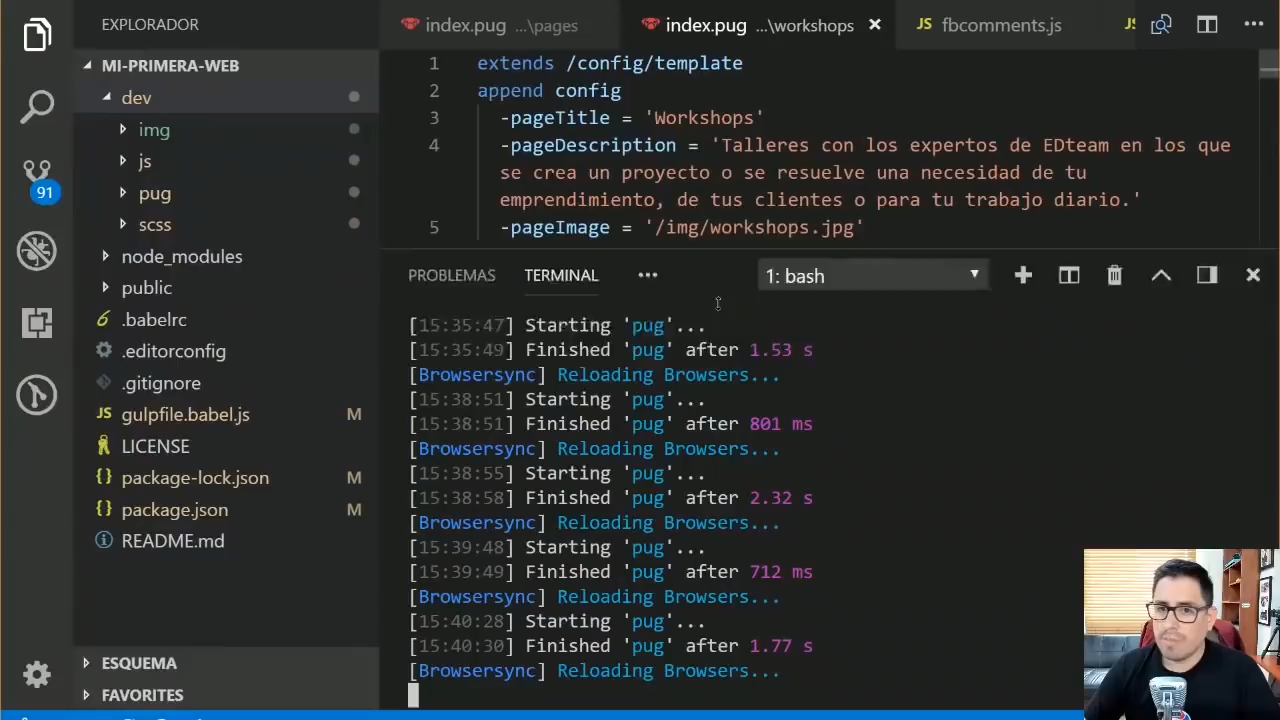 EXPLORADOR
MI-PRIMERA-WEB
dev
img
js
pug
scss
node_modules
public
.babelrc
.editorconfig
.gitignore
gulpfile.babel.js M
LICENSE
package-lock.json M
package.json M
README.md
ESQUEMA
FAVORITES
91
index.pug ...\pages
index.pug ...\workshops
JS fbcomments.js
1 extends /config/template
2 append config
3 -pageTitle = 'Workshops'
4 -pageDescription = 'Talleres con los expertos de EDteam en los que
se crea un proyecto o se resuelve una necesidad de tu
emprendimiento, de tus clientes o para tu trabajo diario.'
5 -pageImage = '/img/workshops.jpg'
PROBLEMAS TERMINAL ... 1: bash
[15:35:47] Starting 'pug'...
[15:35:49] Finished 'pug' after 1.53 s
[Browsersync] Reloading Browsers...
[15:38:51] Starting 'pug'...
[15:38:51] Finished 'pug' after 801 ms
[Browsersync] Reloading Browsers...
[15:38:55] Starting 'pug'...
[15:38:58] Finished 'pug' after 2.32 s
[Browsersync] Reloading Browsers...
[15:39:48] Starting 'pug'...
[15:39:49] Finished 'pug' after 712 ms
[Browsersync] Reloading Browsers...
[15:40:28] Starting 'pug'...
[15:40:30] Finished 'pug' after 1.77 s
[Browsersync] Reloading Browsers...